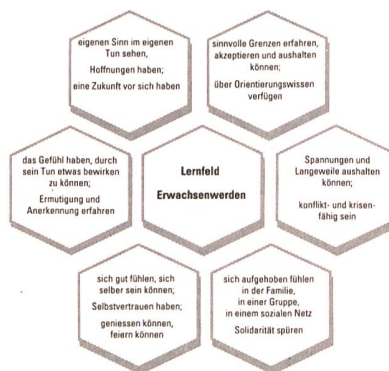 eigenen Sinn im eigenen
Tun sehen,
Hoffnungen haben;
eine Zukunft vor sich haben
sinnvolle Grenzen erfahren,
akzeptieren und aushalten
können;
über Orientierungswissen
verfügen
das Gefühl haben, durch
sein Tun etwas bewirken
zu können;
Ermutigung und
Anerkennung erfahren
Lernfeld
Erwachsenwerden
Spannungen und
Langeweile aushalten
können;
konflikt- und krisen-
fähig sein
sich gut fühlen, sich
selber sein können;
Selbstvertrauen haben;
geniessen können,
feiern können
sich aufgehoben fühlen
in der Familie,
in einer Gruppe,
in einem sozialen Netz
Solidarität spüren